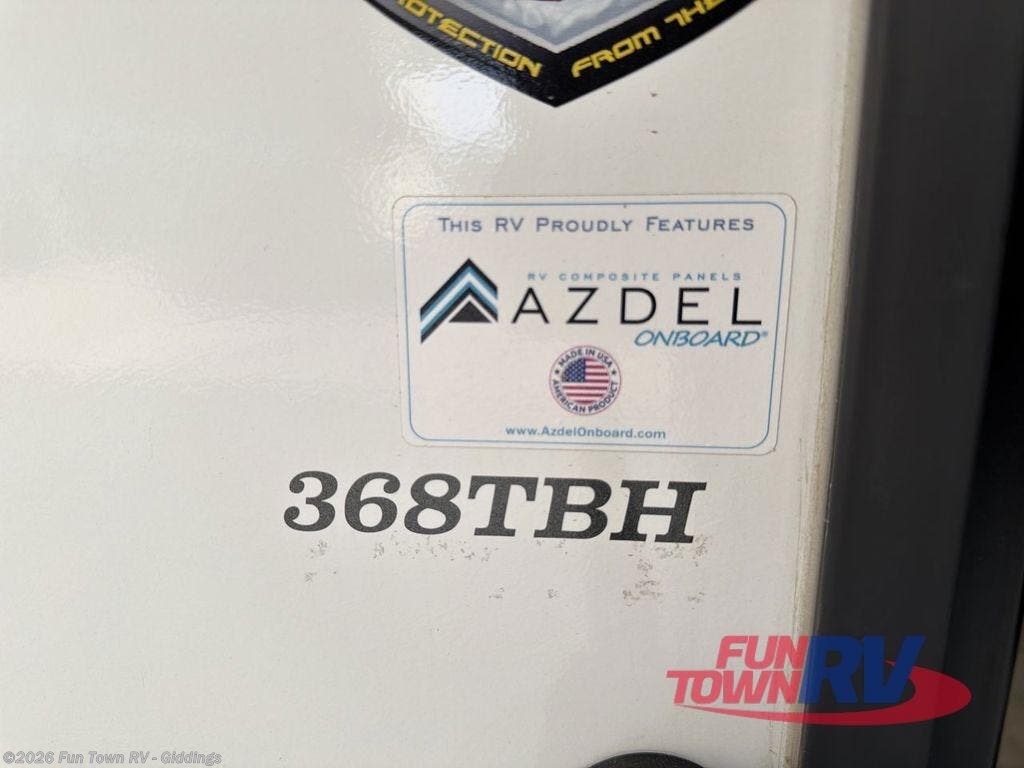 PROTECTION FROM THE
THIS RV PROUDLY FEATURES
RV COMPOSITE PANELS
AZDEL
ONBOARD®
MADE IN USA
AMERICAN PRODUCT
www.AzdelOnboard.com
368TBH
FUN
TOWN RV
©2026 Fun Town RV - Giddings